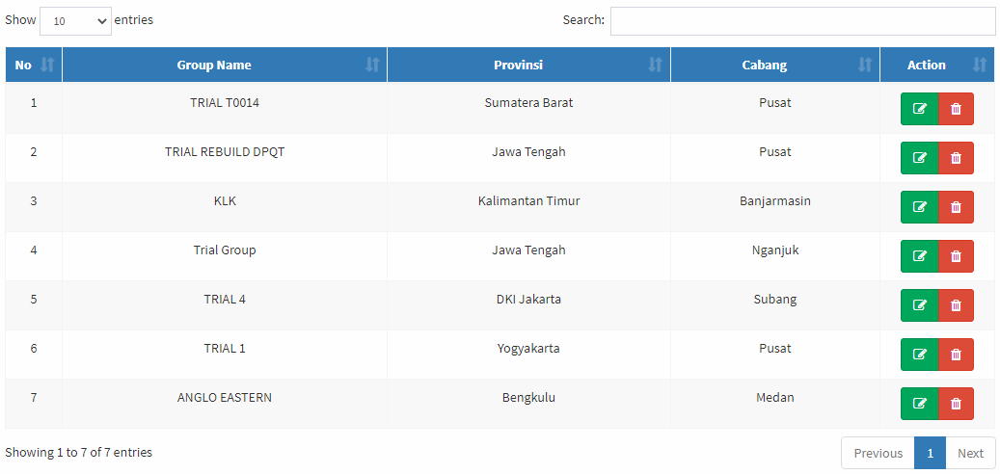 Show 10 entries Search:
No Group Name Provinsi Cabang Action
1 TRIAL T0014 Sumatera Barat Pusat
2 TRIAL REBUILD DPQT Jawa Tengah Pusat
3 KLK Kalimantan Timur Banjarmasin
4 Trial Group Jawa Tengah Nganjuk
5 TRIAL 4 DKI Jakarta Subang
6 TRIAL 1 Yogyakarta Pusat
7 ANGLO EASTERN Bengkulu Medan
Showing 1 to 7 of 7 entries Previous 1 Next